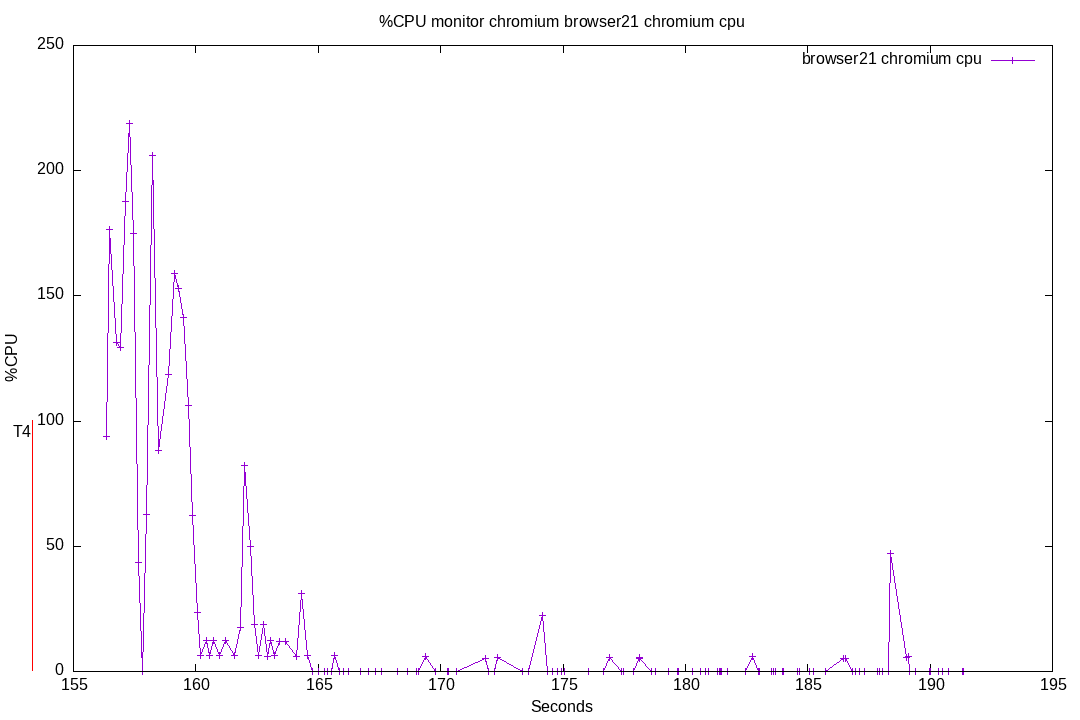 %CPU monitor chromium browser21 chromium cpu
250
browser21 chromium cpu
200
150
%CPU
100
T4
50
0
155 160 165 170 175 180 185 190 195
Seconds